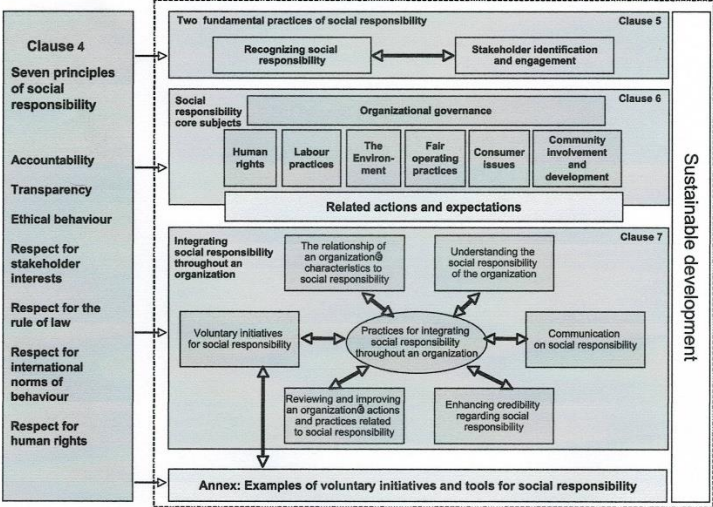 Clause 4
Seven principles
of social
responsibility
Accountability
Transparency
Ethical behaviour
Respect for
stakeholder
interests
Respect for the
rule of law
Respect for
international
norms of
behaviour
Respect for
human rights
Two fundamental practices of social responsibility
Clause 5
Recognizing social
responsibility
Stakeholder identification
and engagement
Social
responsibility
core subjects
Clause 6
Organizational governance
Human
rights
Labour
practices
The
Environ-
ment
Fair
operating
practices
Consumer
issues
Community
involvement
and
development
Related actions and expectations
Integrating
social responsibility
throughout an
organization
Clause 7
The relationship of
an organization
characteristics to
social responsibility
Understanding the
social responsibility
of the organization
Voluntary initiatives
for social responsibility
Practices for integrating
social responsibility
throughout an organization
Communication
on social responsibility
Reviewing and improving
an organization actions
and practices related
to social responsibility
Enhancing credibility
regarding social
responsibility
Annex: Examples of voluntary initiatives and tools for social responsibility
Sustainable development